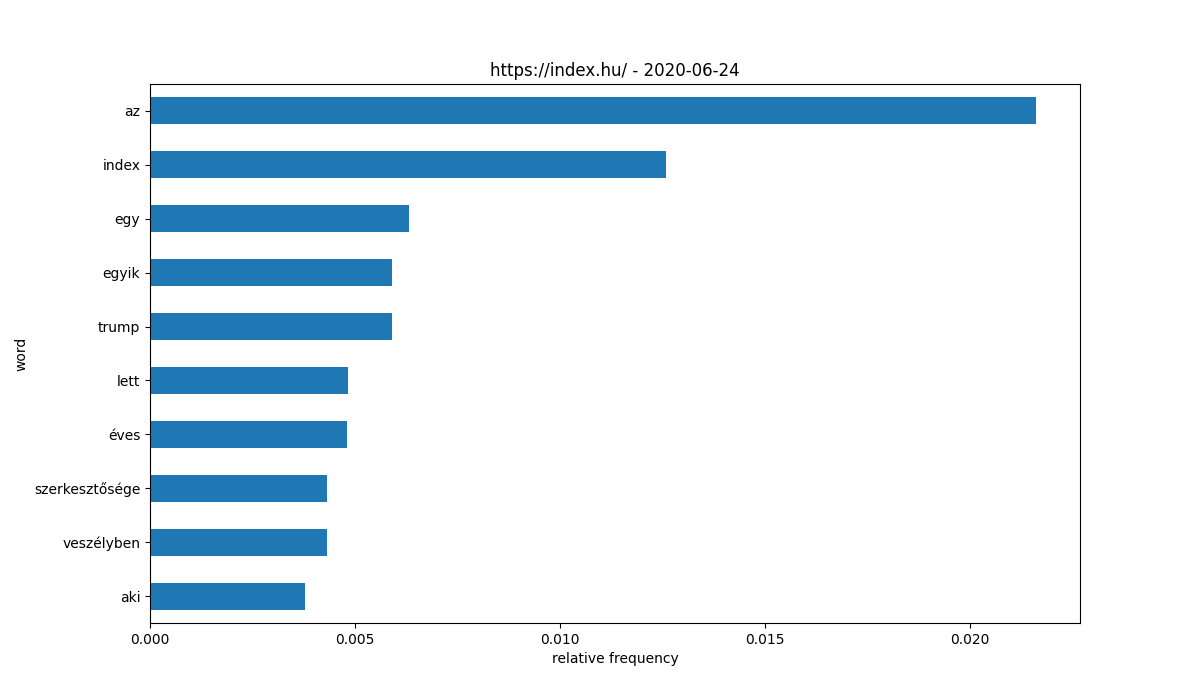 https://index.hu/ - 2020-06-24
az
index
egy
egyik
trump
lett
éves
szerkesztősége
veszélyben
aki
word
0.000 0.005 0.010 0.015 0.020
relative frequency